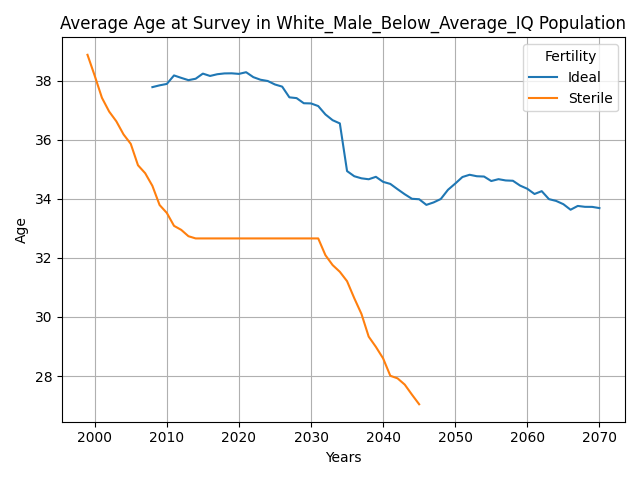 Average Age at Survey in White_Male_Below_Average_IQ Population
Fertility
Ideal
Sterile
Age
38
36
34
32
30
28
2000 2010 2020 2030 2040 2050 2060 2070
Years